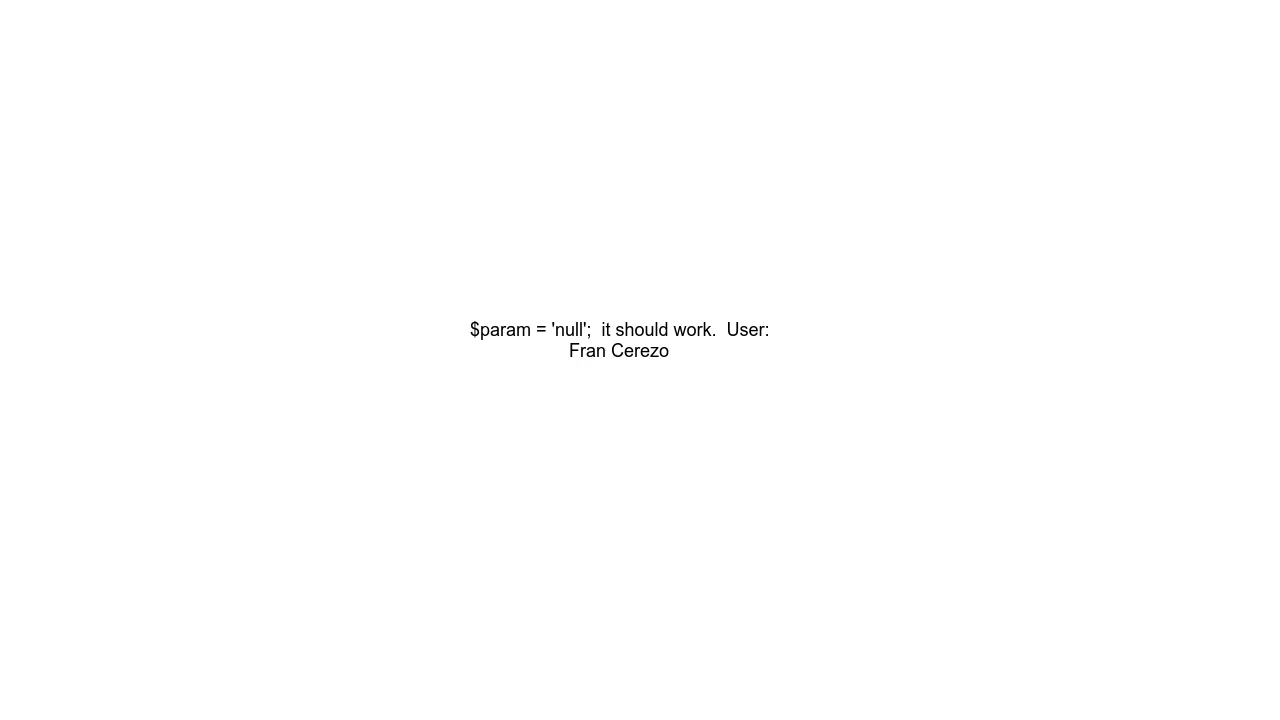 $param = 'null';  it should work.  User:
Fran Cerezo